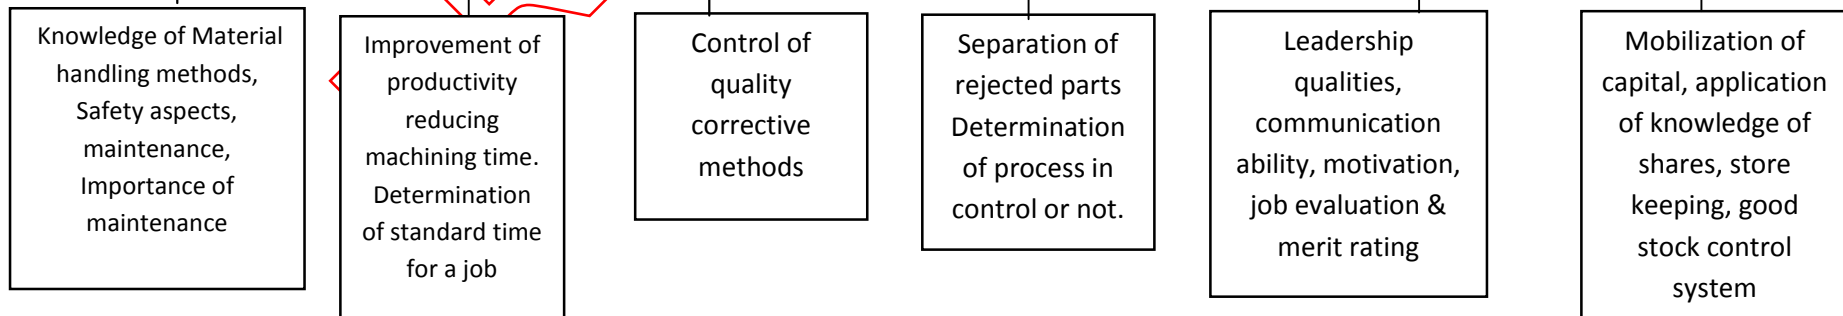 Knowledge of Material
handling methods,
Safety aspects,
maintenance,
Importance of
maintenance
Improvement of
productivity
reducing
machining time.
Determination
of standard time
for a job
Control of
quality
corrective
methods
Separation of
rejected parts
Determination
of process in
control or not.
Leadership
qualities,
communication
ability, motivation,
job evaluation &
merit rating
Mobilization of
capital, application
of knowledge of
shares, store
keeping, good
stock control
system